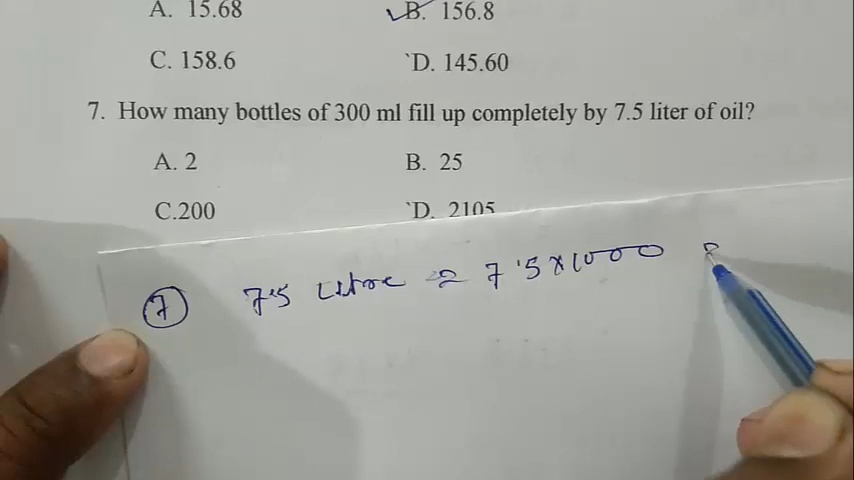 A. 15.68 B. 156.8
C. 158.6 `D. 145.60
7. How many bottles of 300 ml fill up completely by 7.5 liter of oil?
A. 2 B. 25
C.200 `D. 2105
7 7.5 Litre = 7.5×1000